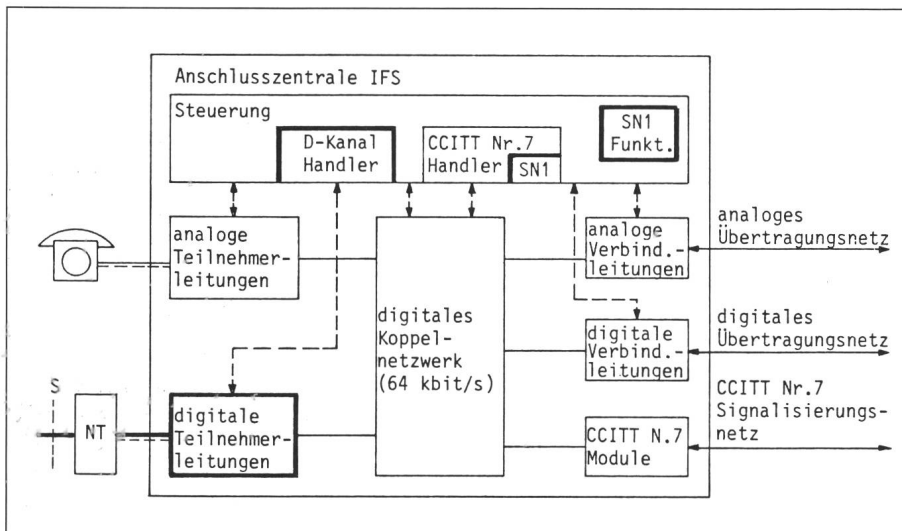 Anschlusszentrale IFS
Steuerung
D-Kanal
Handler
CCITT Nr.7
Handler
SN1
SN1
Funkt.
analoge
Teilnehmer-
leitungen
analoge
Verbind.-
leitungen
analoges
Übertragungsnetz
digitales
Koppel-
netzwerk
(64 kbit/s)
digitale
Verbind.-
leitungen
digitales
Übertragungsnetz
S
NT
digitale
Teilnehmer-
leitungen
CCITT N.7
Module
CCITT Nr.7
Signalisierungs-
netz